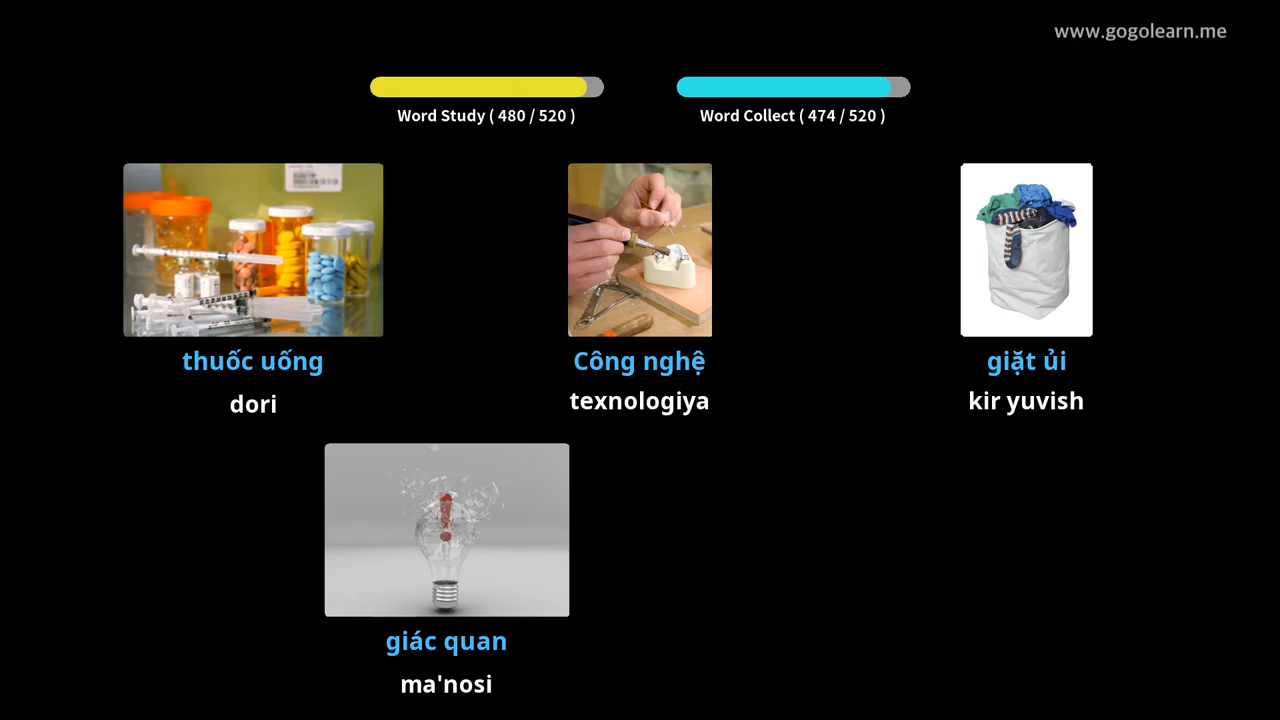 www.gogolearn.me
Word Study ( 480 / 520 )
Word Collect ( 474 / 520 )
thuốc uống
dori
Công nghệ
texnologiya
giặt ủi
kir yuvish
giác quan
ma'nosi